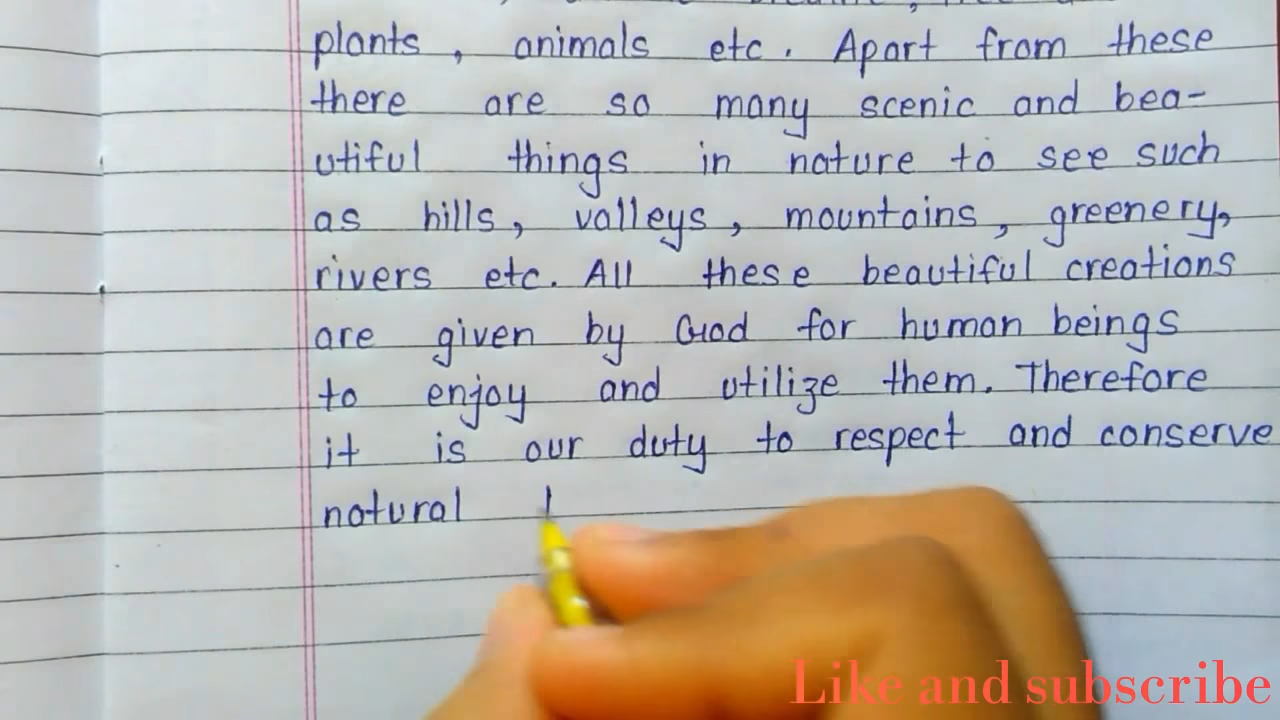 plants, animals etc. Apart from these
there are so many scenic and bea-
utiful things in nature to see such
as hills, valleys, mountains, greenery,
rivers etc. All these beautiful creations
are given by God for human beings
to enjoy and utilize them. Therefore
it is our duty to respect and conserve
natural
Like and subscribe